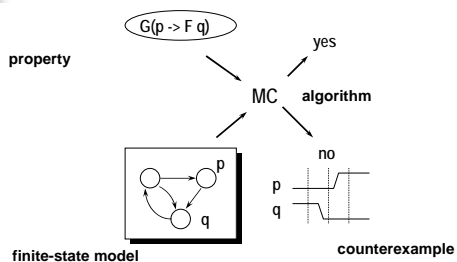 G(p -> F q)
yes
property
MC
algorithm
no
p
p
q
q
finite-state model
counterexample